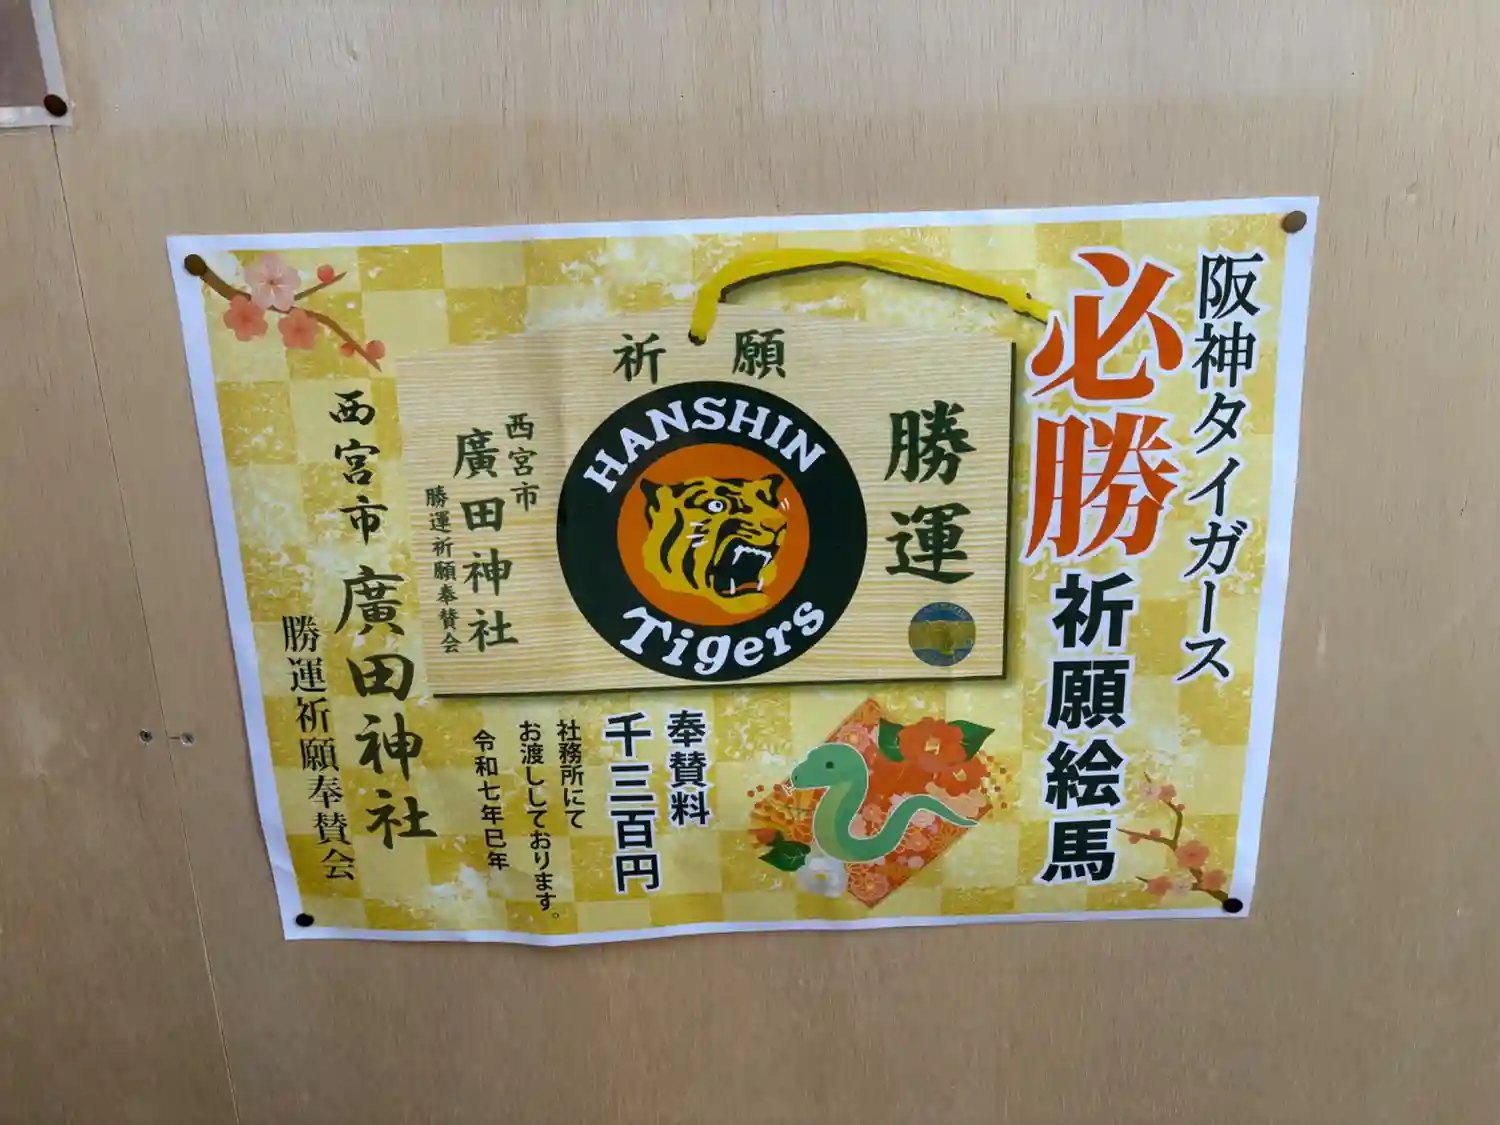 阪神タイガース
必勝祈願絵馬
祈願
勝運
HANSHIN
Tigers
西宮市
廣田神社
勝運祈願奉賛会
奉賛料
千三百円
社務所にて
お渡ししております。
令和七年巳年
西宮市 廣田神社
勝運祈願奉賛会